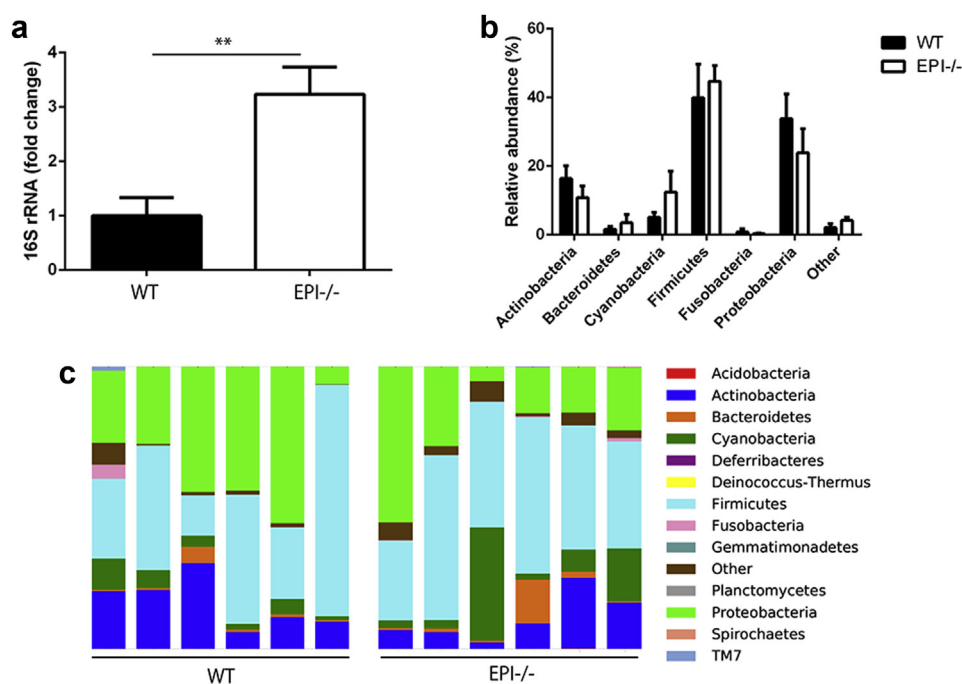 a
**
16S rRNA (fold change)
4
3
2
1
0
WT
EPI-/-
b
Relative abundance (%)
60
40
20
0
WT
EPI-/-
Actinobacteria
Bacteroidetes
Cyanobacteria
Firmicutes
Fusobacteria
Proteobacteria
Other
c
WT
EPI-/-
Acidobacteria
Actinobacteria
Bacteroidetes
Cyanobacteria
Deferribacteres
Deinococcus-Thermus
Firmicutes
Fusobacteria
Gemmatimonadetes
Other
Planctomycetes
Proteobacteria
Spirochaetes
TM7